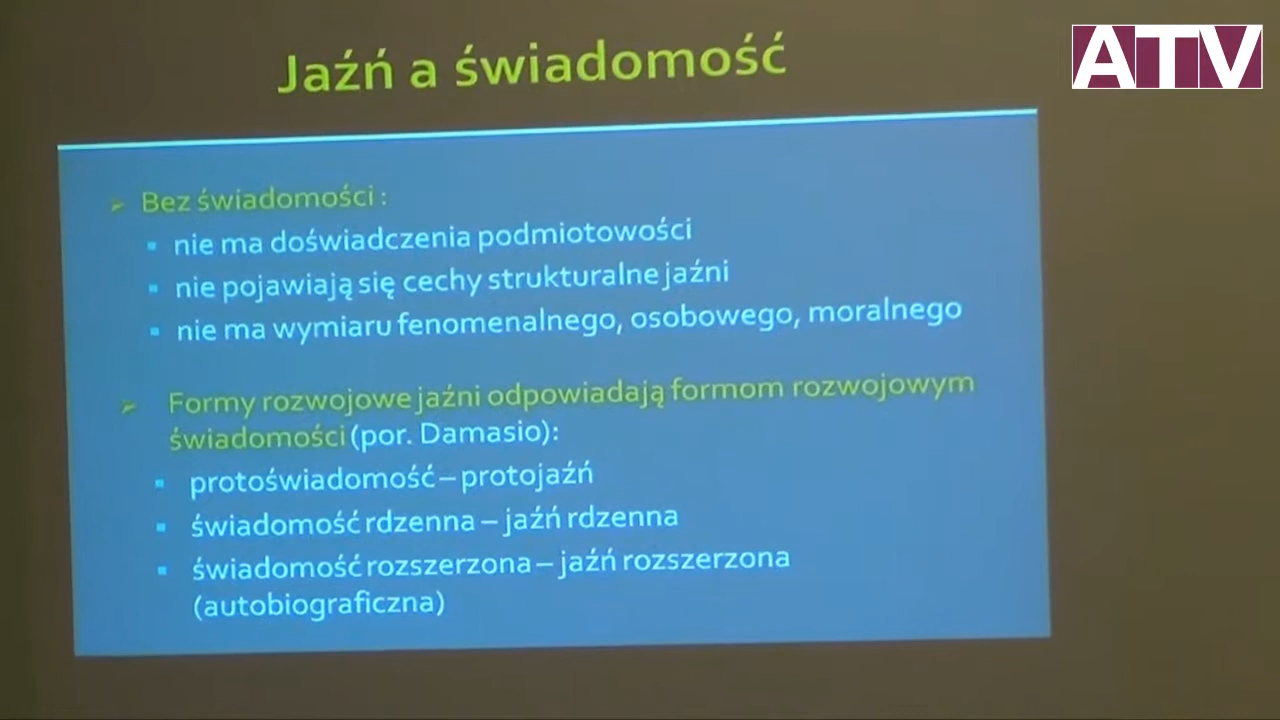 ATV
Jaźń a świadomość
Bez świadomości :
nie ma doświadczenia podmiotowości
nie pojawiają się cechy strukturalne jaźni
nie ma wymiaru fenomenalnego, osobowego, moralnego
Formy rozwojowe jaźni odpowiadają formom rozwojowym
świadomości (por. Damasio):
protoświadomość – protojaźń
świadomość rdzenna – jaźń rdzenna
świadomość rozszerzona – jaźń rozszerzona
(autobiograficzna)